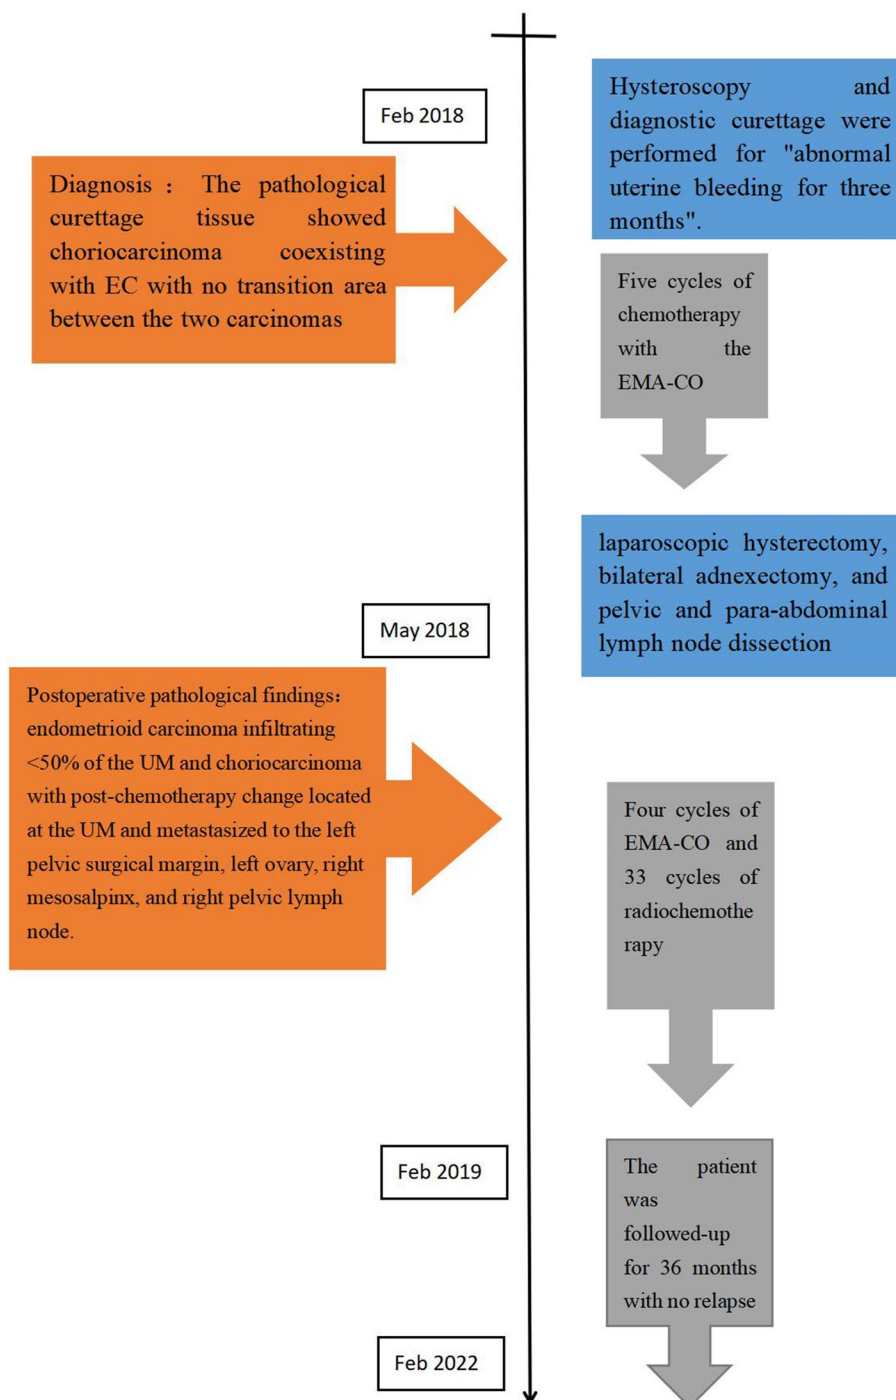 Feb 2018
Hysteroscopy and
diagnostic curettage were
performed for "abnormal
uterine bleeding for three
months".
Diagnosis： The pathological
curettage tissue showed
choriocarcinoma coexisting
with EC with no transition area
between the two carcinomas
Five cycles of
chemotherapy
with the
EMA-CO
laparoscopic hysterectomy,
bilateral adnexectomy, and
pelvic and para-abdominal
lymph node dissection
May 2018
Postoperative pathological findings：
endometrioid carcinoma infiltrating
<50% of the UM and choriocarcinoma
with post-chemotherapy change located
at the UM and metastasized to the left
pelvic surgical margin, left ovary, right
mesosalpinx, and right pelvic lymph
node.
Four cycles of
EMA-CO and
33 cycles of
radiochemothe
rapy
Feb 2019
The patient
was
followed-up
for 36 months
with no relapse
Feb 2022